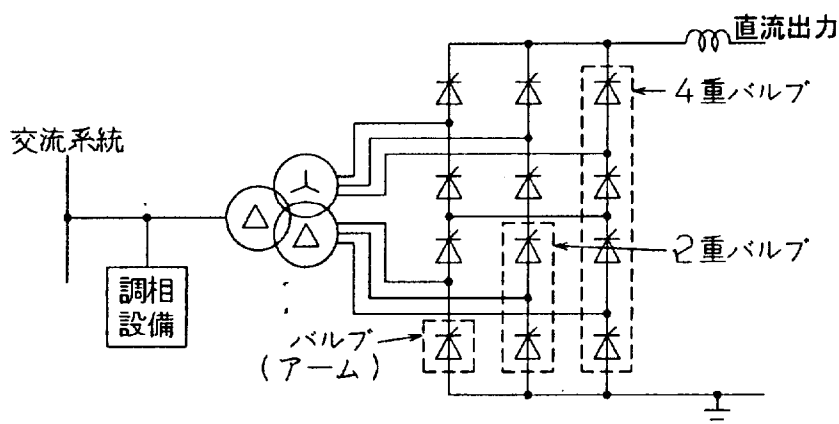 直流出力
4重バルブ
交流系統
2重バルブ
調相
設備
バルブ
(アーム)